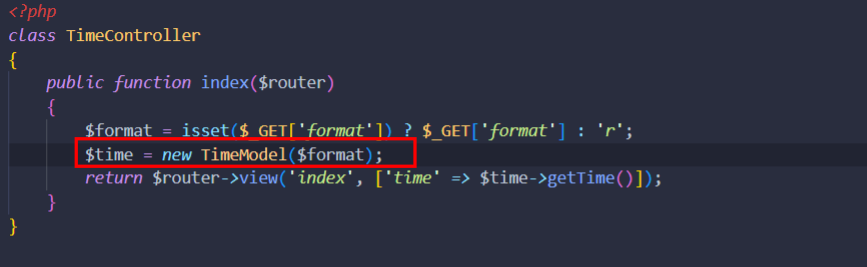 <?php
class TimeController
{
    public function index($router)
    {
        $format = isset($_GET['format']) ? $_GET['format'] : 'r';
        $time = new TimeModel($format);
        return $router->view('index', ['time' => $time->getTime()]);
    }
}